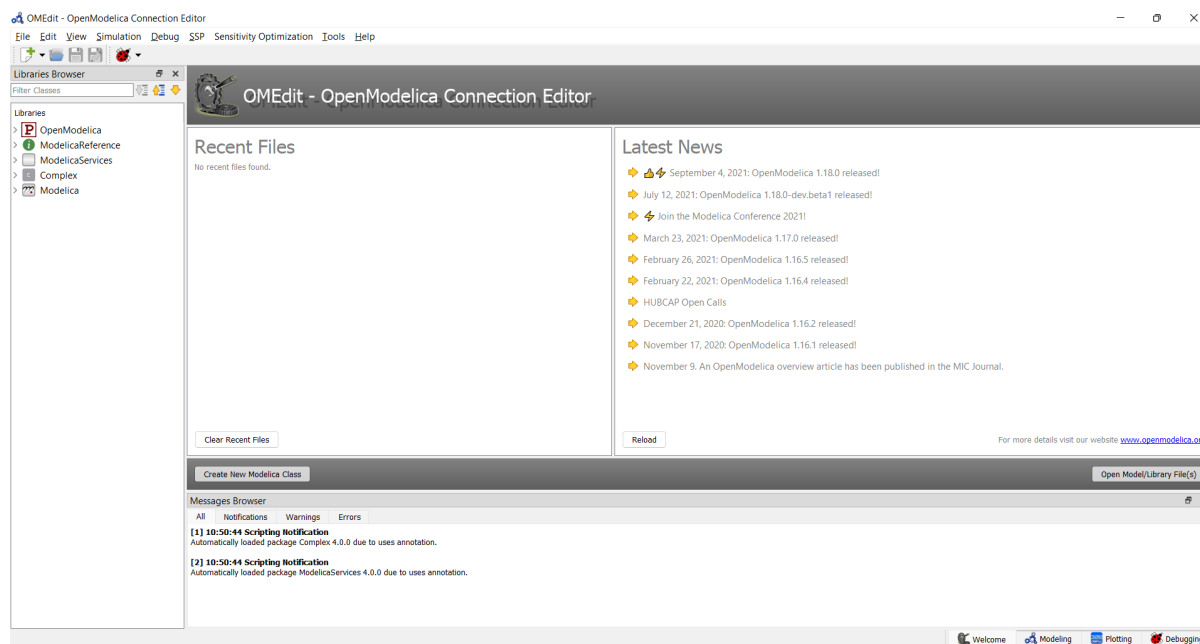 OMEdit - OpenModelica Connection Editor
File Edit View Simulation Debug SSP Sensitivity Optimization Tools Help
Libraries Browser
Filter Classes
Libraries
P OpenModelica
i ModelicaReference
ModelicaServices
C Complex
Modelica
OMEdit - OpenModelica Connection Editor
Recent Files
No recent files found.
Clear Recent Files
Latest News
September 4, 2021: OpenModelica 1.18.0 released!
July 12, 2021: OpenModelica 1.18.0-dev.beta1 released!
Join the Modelica Conference 2021!
March 23, 2021: OpenModelica 1.17.0 released!
February 26, 2021: OpenModelica 1.16.5 released!
February 22, 2021: OpenModelica 1.16.4 released!
HUBCAP Open Calls
December 21, 2020: OpenModelica 1.16.2 released!
November 17, 2020: OpenModelica 1.16.1 released!
November 9. An OpenModelica overview article has been published in the MIC Journal.
Reload
For more details visit our website www.openmodelica.or
Create New Modelica Class
Open Model/Library File(s)
Messages Browser
All Notifications Warnings Errors
[1] 10:50:44 Scripting Notification
Automatically loaded package Complex 4.0.0 due to uses annotation.
[2] 10:50:44 Scripting Notification
Automatically loaded package ModelicaServices 4.0.0 due to uses annotation.
Welcome Modeling Plotting Debuggin